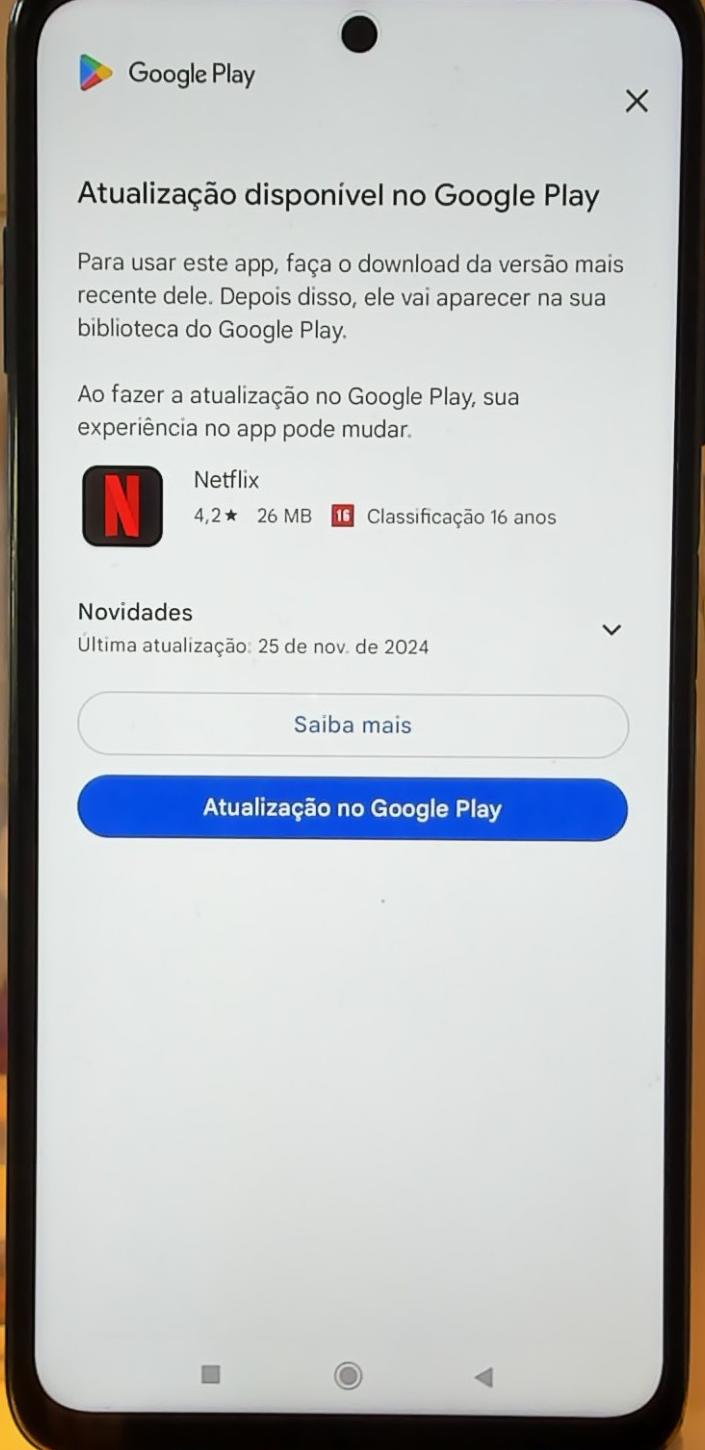 Google Play
Atualização disponível no Google Play
Para usar este app, faça o download da versão mais
recente dele. Depois disso, ele vai aparecer na sua
biblioteca do Google Play.
Ao fazer a atualização no Google Play, sua
experiência no app pode mudar.
N
Netflix
4,2★ 26 MB 16 Classificação 16 anos
Novidades
Última atualização: 25 de nov. de 2024
Saiba mais
Atualização no Google Play